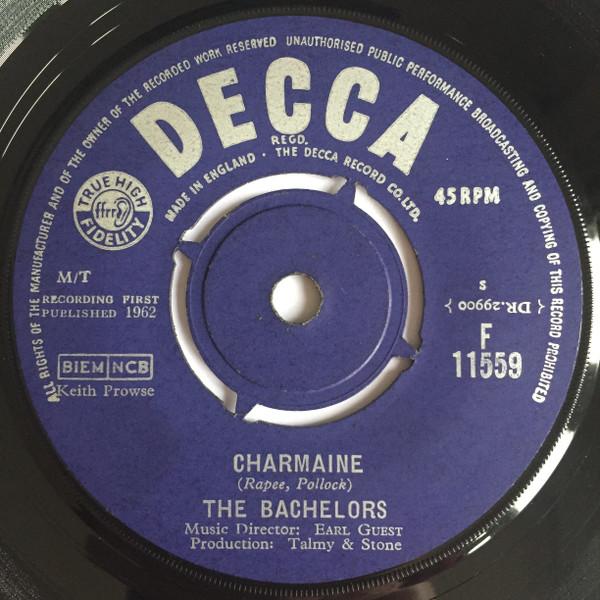 ALL RIGHTS OF THE MANUFACTURER AND OF THE OWNER OF THE RECORDED WORK RESERVED UNAUTHORISED PUBLIC PERFORMANCE BROADCASTING AND COPYING OF THIS RECORD PROHIBITED
DECCA
REGD.
MADE IN ENGLAND · THE DECCA RECORD CO. LTD.
TRUE HIGH
ffrr
FIDELITY
45 RPM
M/T
RECORDING FIRST
PUBLISHED 1962
S
{ DR.29900 }
F
11559
BIEM NCB
Keith Prowse
CHARMAINE
(Rapee, Pollock)
THE BACHELORS
Music Director: EARL GUEST
Production: Talmy & Stone